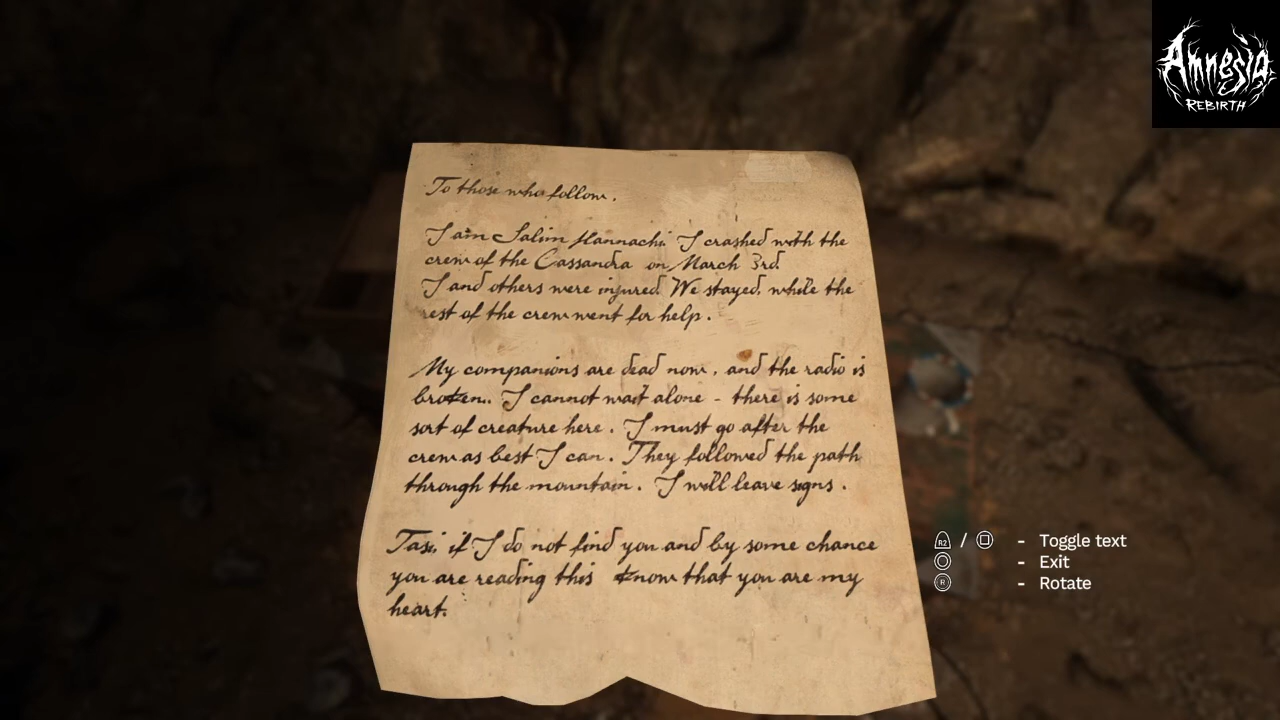 Amnesia
REBIRTH
To those who follow.
I am Salim Hannachi. I crashed with the
crew of the Cassandra on March 3rd.
I and others were injured. We stayed, while the
rest of the crew went for help.
My companions are dead now, and the radio is
broken. I cannot wait alone - there is some
sort of creature here. I must go after the
crew as best I can. They followed the path
through the mountain. I will leave signs.
Tasi, if I do not find you and by some chance
you are reading this know that you are my
heart.
R2 / - Toggle text
- Exit
R - Rotate